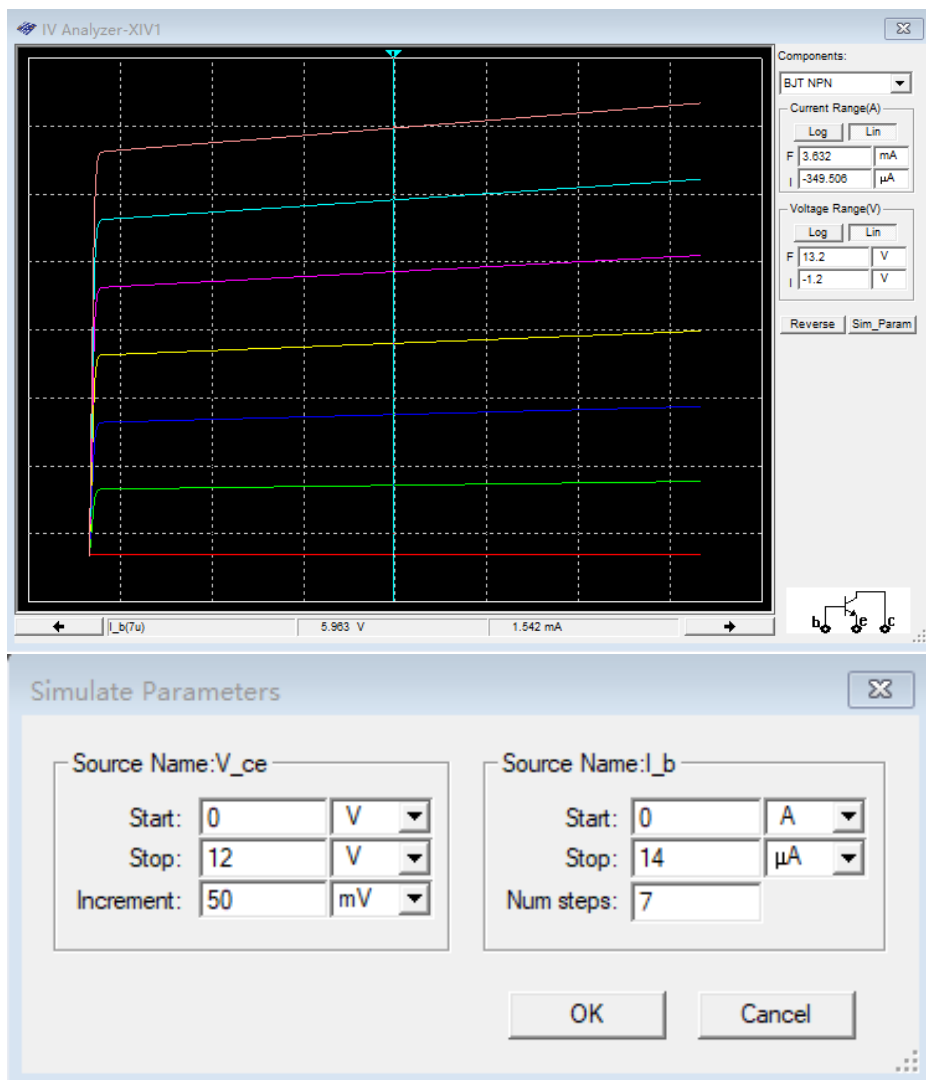 IV Analyzer-XIV1
Components:
BJT NPN
Current Range(A)
Log Lin
F 3.632 mA
I -349.506 µA
Voltage Range(V)
Log Lin
F 13.2 V
I -1.2 V
Reverse Sim_Param
b e c
I_b(7u) 5.963 V 1.542 mA
Simulate Parameters
Source Name:V_ce
Start: 0 V
Stop: 12 V
Increment: 50 mV
Source Name:I_b
Start: 0 A
Stop: 14 µA
Num steps: 7
OK Cancel